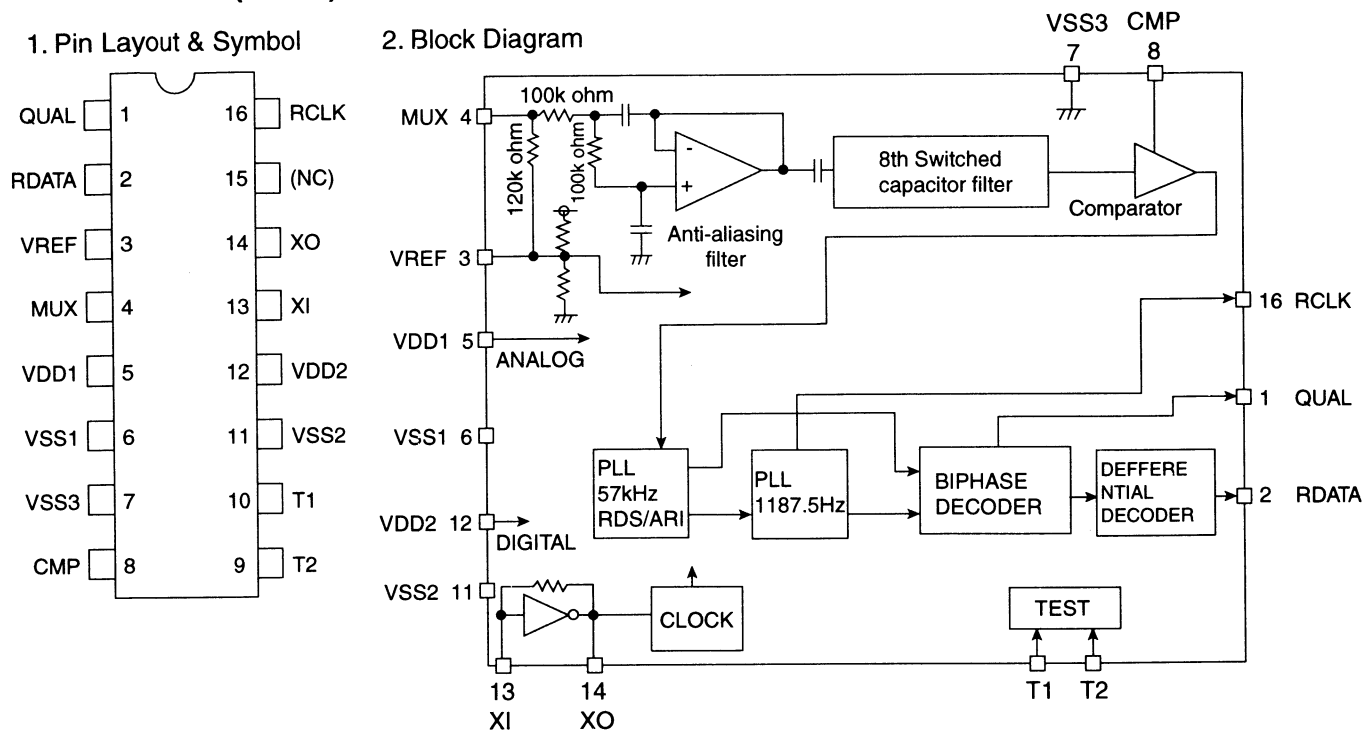 1. Pin Layout & Symbol
QUAL 1 16 RCLK
RDATA 2 15 (NC)
VREF 3 14 XO
MUX 4 13 XI
VDD1 5 12 VDD2
VSS1 6 11 VSS2
VSS3 7 10 T1
CMP 8 9 T2
2. Block Diagram
VSS3 CMP
7 8
MUX 4
100k ohm
120k ohm
100k ohm
-
+
Anti-aliasing
filter
8th Switched
capacitor filter
Comparator
VREF 3
VDD1 5
ANALOG
16 RCLK
1 QUAL
VSS1 6
PLL
57kHz
RDS/ARI
PLL
1187.5Hz
BIPHASE
DECODER
DEFFERE
NTIAL
DECODER
2 RDATA
VDD2 12
DIGITAL
VSS2 11
CLOCK
TEST
13
XI
14
XO
T1 T2